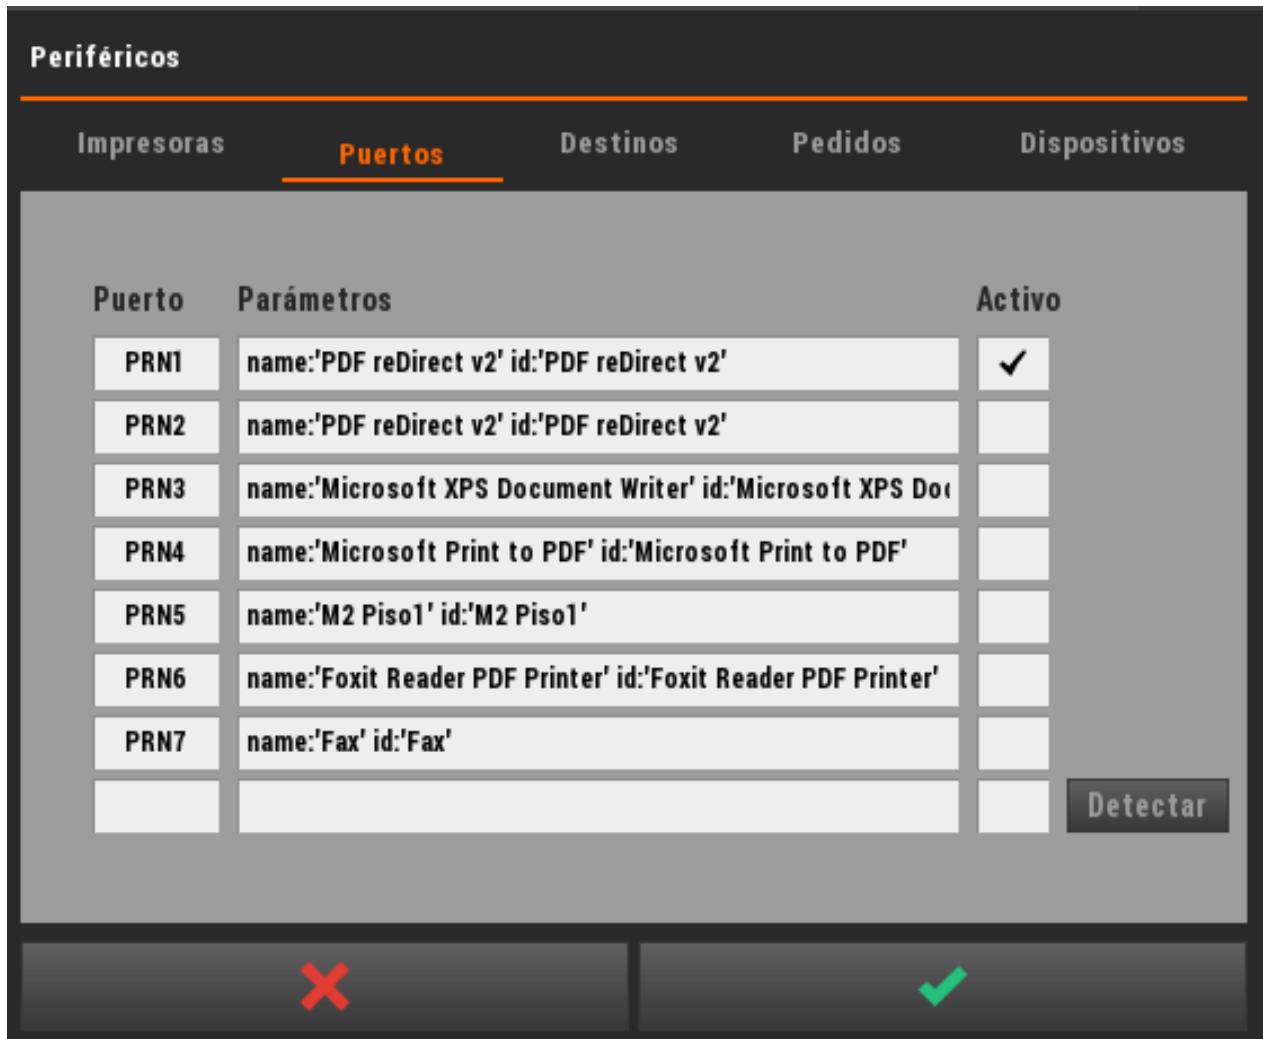 Periféricos
Impresoras Puertos Destinos Pedidos Dispositivos
Puerto Parámetros Activo
PRN1 name:'PDF reDirect v2' id:'PDF reDirect v2'
PRN2 name:'PDF reDirect v2' id:'PDF reDirect v2'
PRN3 name:'Microsoft XPS Document Writer' id:'Microsoft XPS Doc
PRN4 name:'Microsoft Print to PDF' id:'Microsoft Print to PDF'
PRN5 name:'M2 Piso1' id:'M2 Piso1'
PRN6 name:'Foxit Reader PDF Printer' id:'Foxit Reader PDF Printer'
PRN7 name:'Fax' id:'Fax'
Detectar